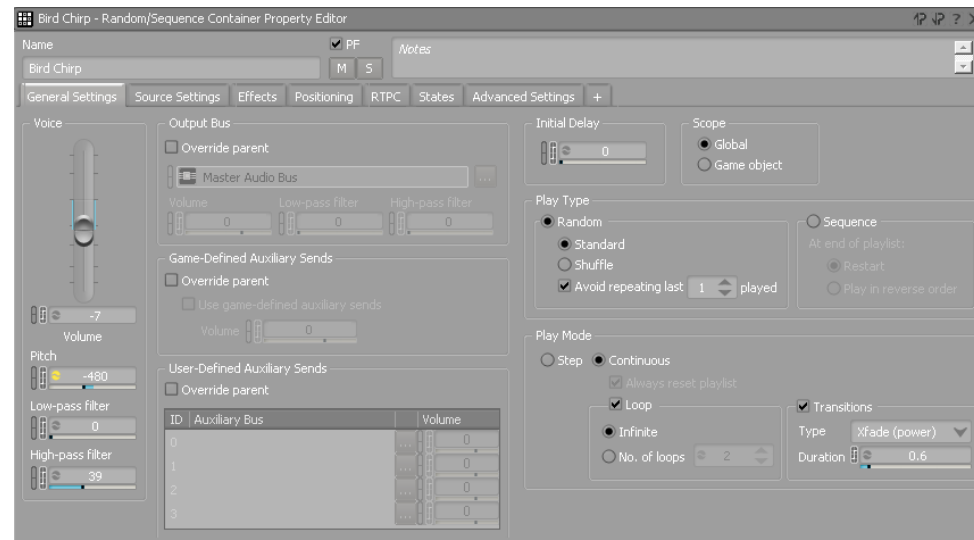 Bird Chirp - Random/Sequence Container Property Editor
Name
PF
Notes
Bird Chirp
M S
General Settings Source Settings Effects Positioning RTPC States Advanced Settings +
Voice
-7
Volume
Pitch
-480
Low-pass filter
0
High-pass filter
39
Output Bus
Override parent
Master Audio Bus
...
Volume Low-pass filter High-pass filter
0 0 0
Game-Defined Auxiliary Sends
Override parent
Use game-defined auxiliary sends
Volume 0
User-Defined Auxiliary Sends
Override parent
ID Auxiliary Bus Volume
0 ... 0
1 ... 0
2 ... 0
3 ... 0
Initial Delay
0
Scope
Global
Game object
Play Type
Random
Standard
Shuffle
Avoid repeating last 1 played
Sequence
At end of playlist:
Restart
Play in reverse order
Play Mode
Step Continuous
Always reset playlist
Loop
Infinite
No. of loops 2
Transitions
Type Xfade (power)
Duration 0.6